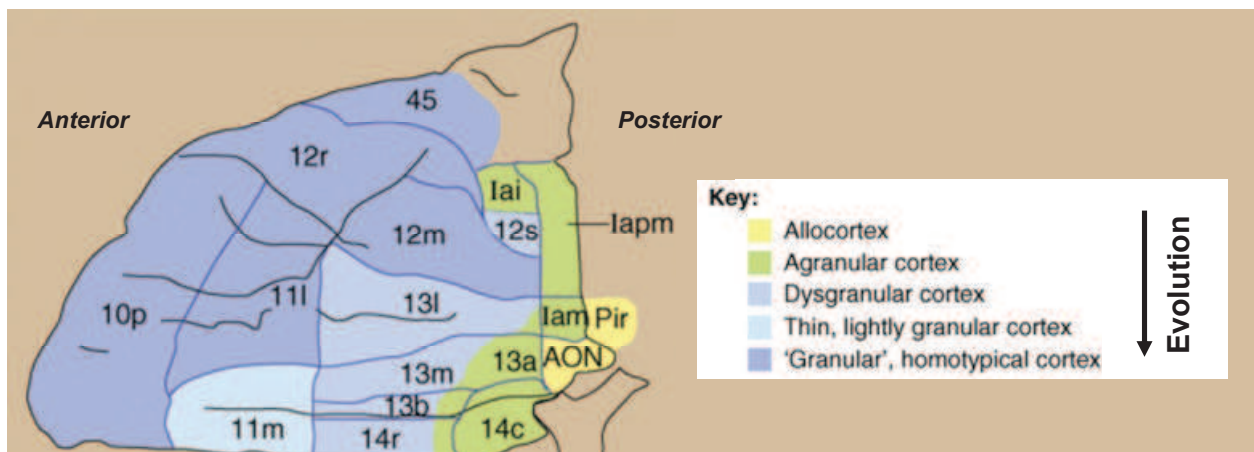 45
Anterior
Posterior
12r
Iai
Iapm
12s
12m
13l
11l
10p
Iam
Pir
AON
13a
13m
13b
11m
14r
14c
Key:
Allocortex
Agranular cortex
Dysgranular cortex
Thin, lightly granular cortex
‘Granular’, homotypical cortex
Evolution